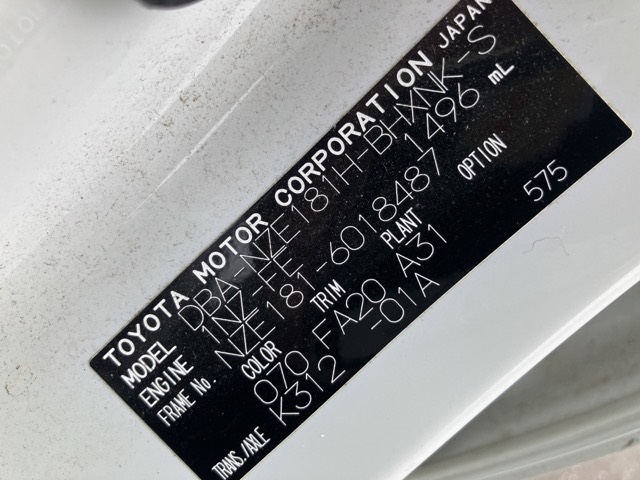 TOYOTA MOTOR CORPORATION JAPAN
MODEL DBA-NZE181H-BHXNK-S
ENGINE 1NZ-FE 1496 mL
FRAME No. NZE181-6018487
COLOR TRIM PLANT OPTION
070 FA20 A31 575
TRANS./AXLE K312 -01A